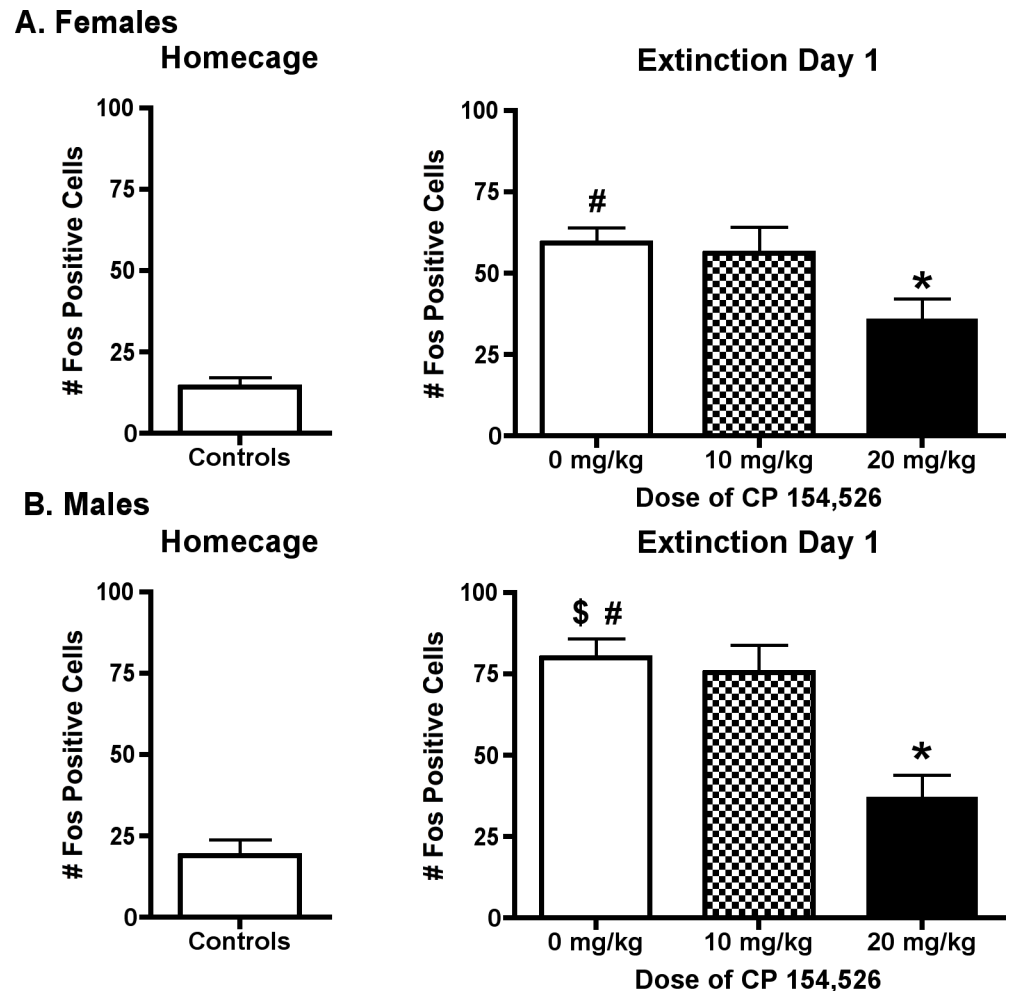 A. Females
Homecage
Extinction Day 1
# Fos Positive Cells
100
75
50
25
0
Controls
# Fos Positive Cells
100
75
50
25
0
#
*
0 mg/kg 10 mg/kg 20 mg/kg
Dose of CP 154,526
B. Males
Homecage
Extinction Day 1
# Fos Positive Cells
100
75
50
25
0
Controls
# Fos Positive Cells
100
75
50
25
0
$ #
*
0 mg/kg 10 mg/kg 20 mg/kg
Dose of CP 154,526